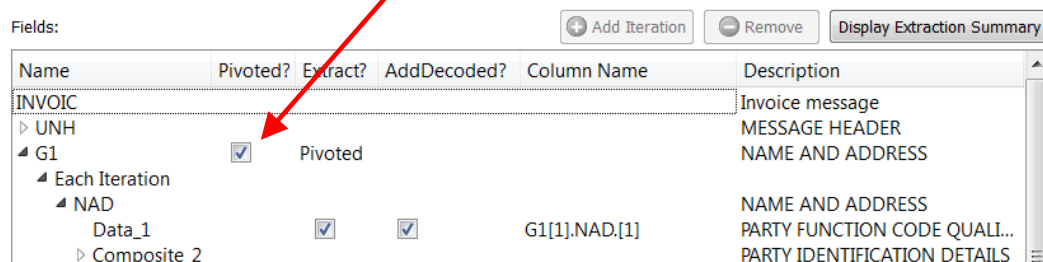 Fields: Add Iteration Remove Display Extraction Summary
Name Pivoted? Extract? AddDecoded? Column Name Description
INVOIC Invoice message
UNH MESSAGE HEADER
G1 Pivoted NAME AND ADDRESS
Each Iteration
NAD NAME AND ADDRESS
Data_1 G1[1].NAD.[1] PARTY FUNCTION CODE QUALI...
Composite_2 PARTY IDENTIFICATION DETAILS